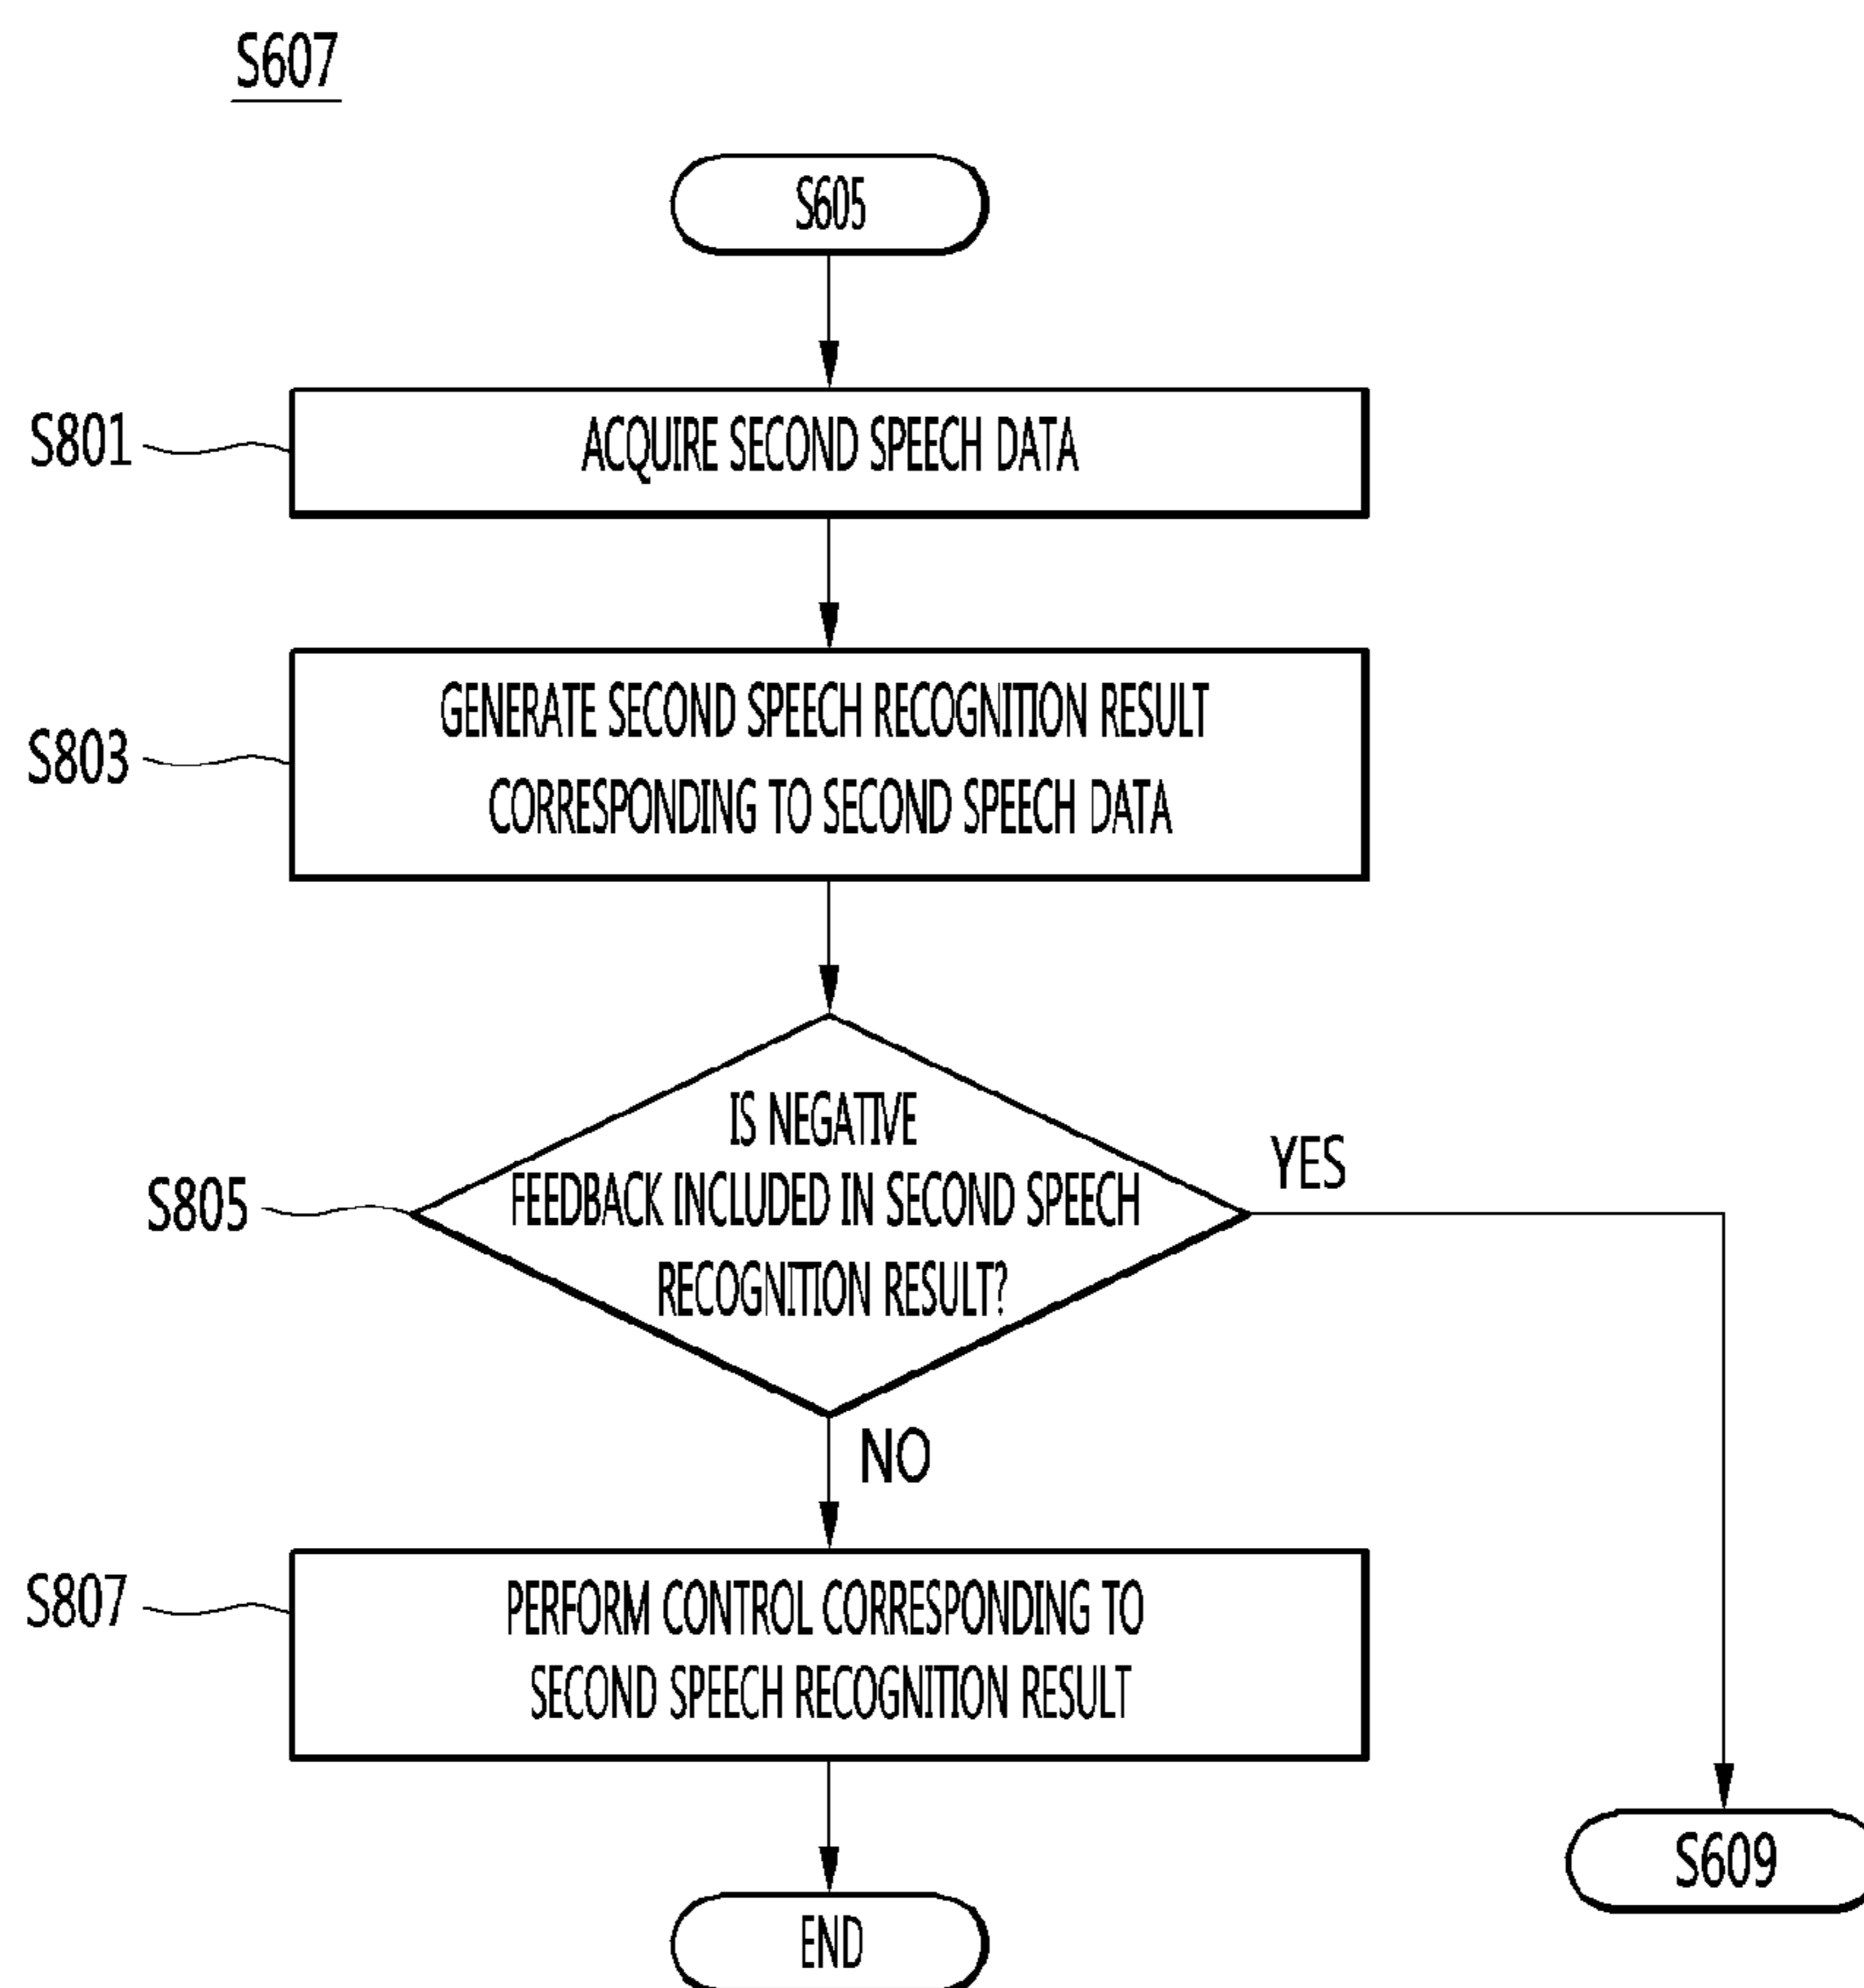 S607
S605
S801
ACQUIRE SECOND SPEECH DATA
S803
GENERATE SECOND SPEECH RECOGNITION RESULT
CORRESPONDING TO SECOND SPEECH DATA
S805
IS NEGATIVE
FEEDBACK INCLUDED IN SECOND SPEECH
RECOGNITION RESULT?
YES
NO
S807
PERFORM CONTROL CORRESPONDING TO
SECOND SPEECH RECOGNITION RESULT
S609
END